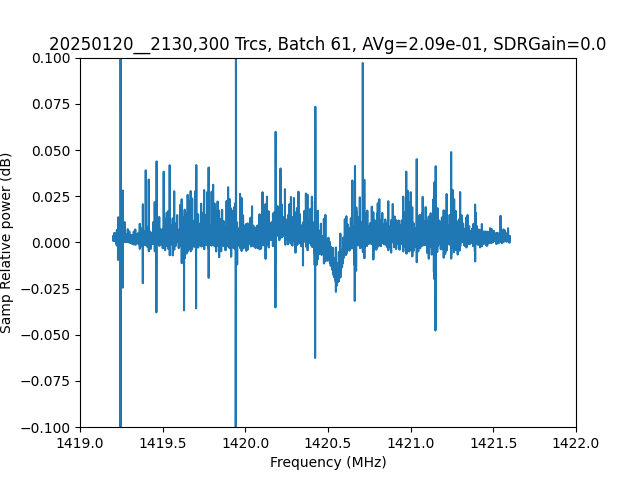 20250120__2130,300 Trcs, Batch 61, AVg=2.09e-01, SDRGain=0.0
0.100
0.075
0.050
0.025
0.000
−0.025
−0.050
−0.075
−0.100
Samp Relative power (dB)
1419.0 1419.5 1420.0 1420.5 1421.0 1421.5 1422.0
Frequency (MHz)